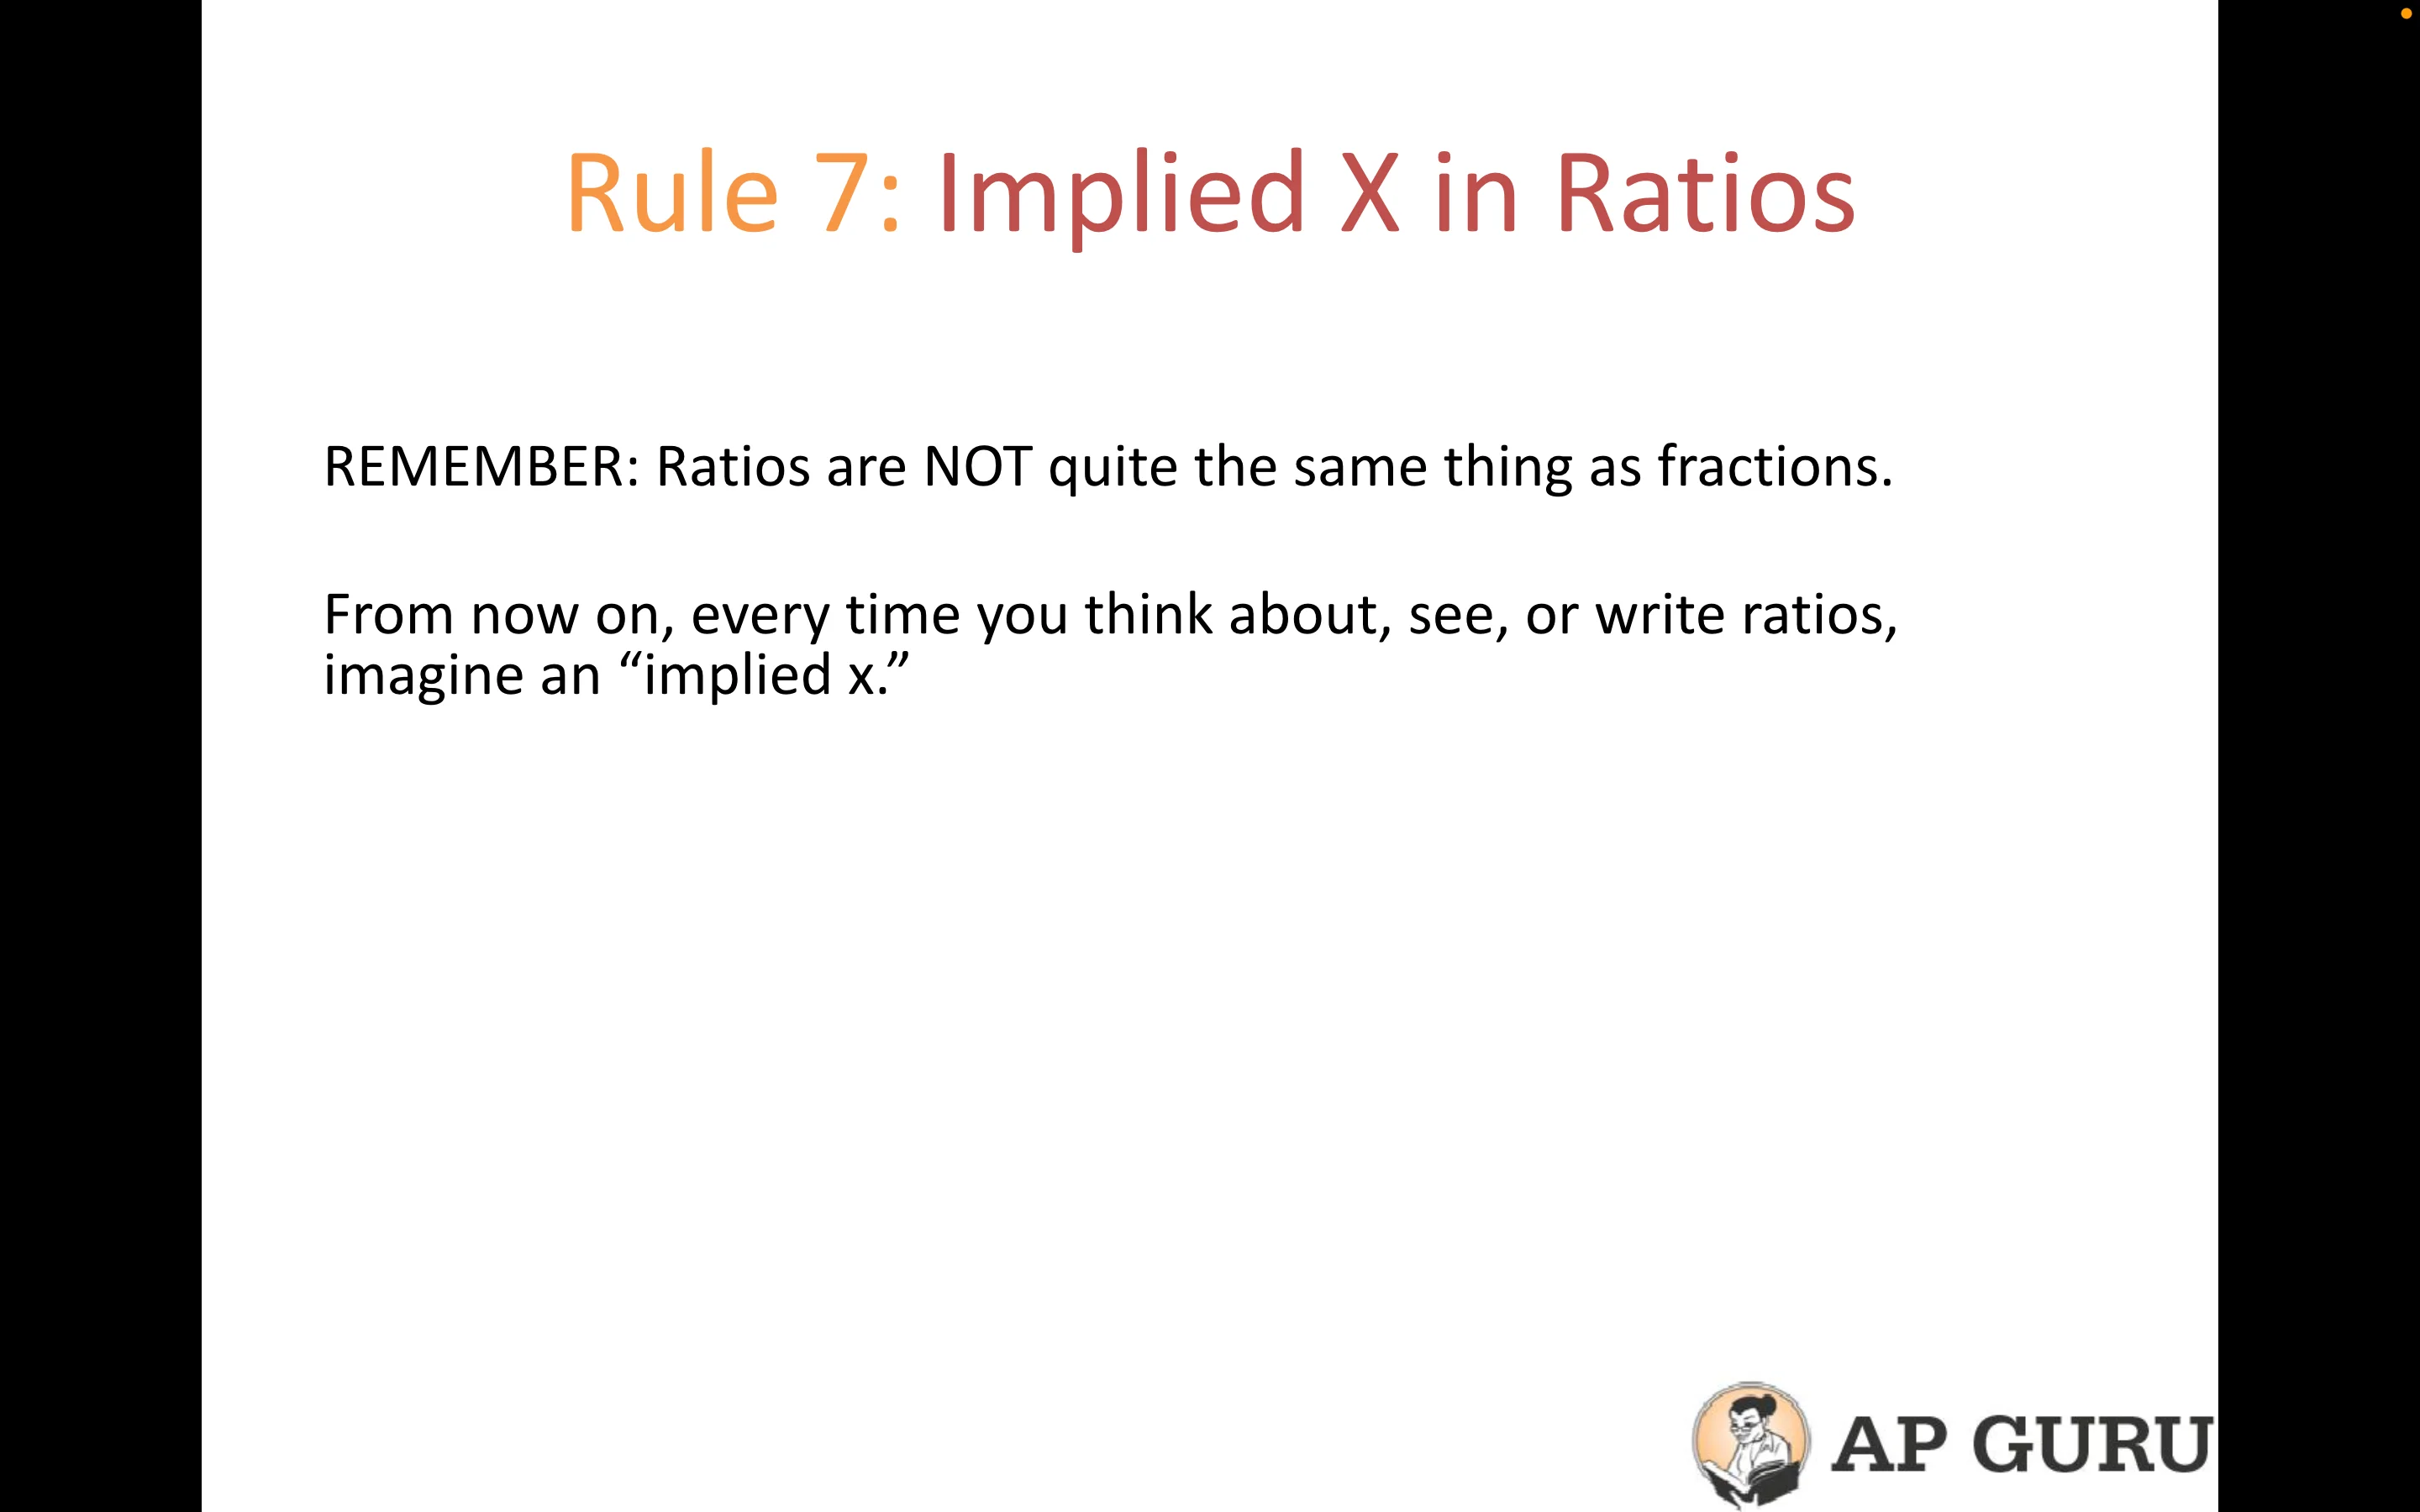 Rule 7: Implied X in Ratios
REMEMBER: Ratios are NOT quite the same thing as fractions.
From now on, every time you think about, see, or write ratios,
imagine an “implied x.”
AP GURU